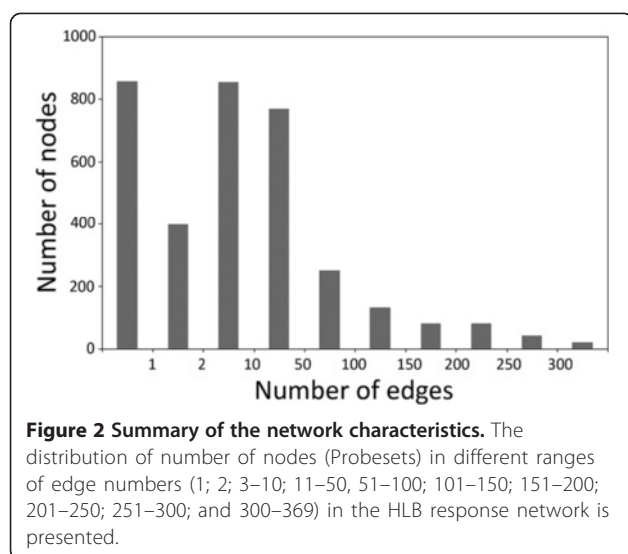 1000
800
600
400
200
0
Number of nodes
1 2 10 50 100 150 200 250 300
Number of edges
Figure 2 Summary of the network characteristics. The
distribution of number of nodes (Probesets) in different ranges
of edge numbers (1; 2; 3–10; 11–50, 51–100; 101–150; 151–200;
201–250; 251–300; and 300–369) in the HLB response network is
presented.